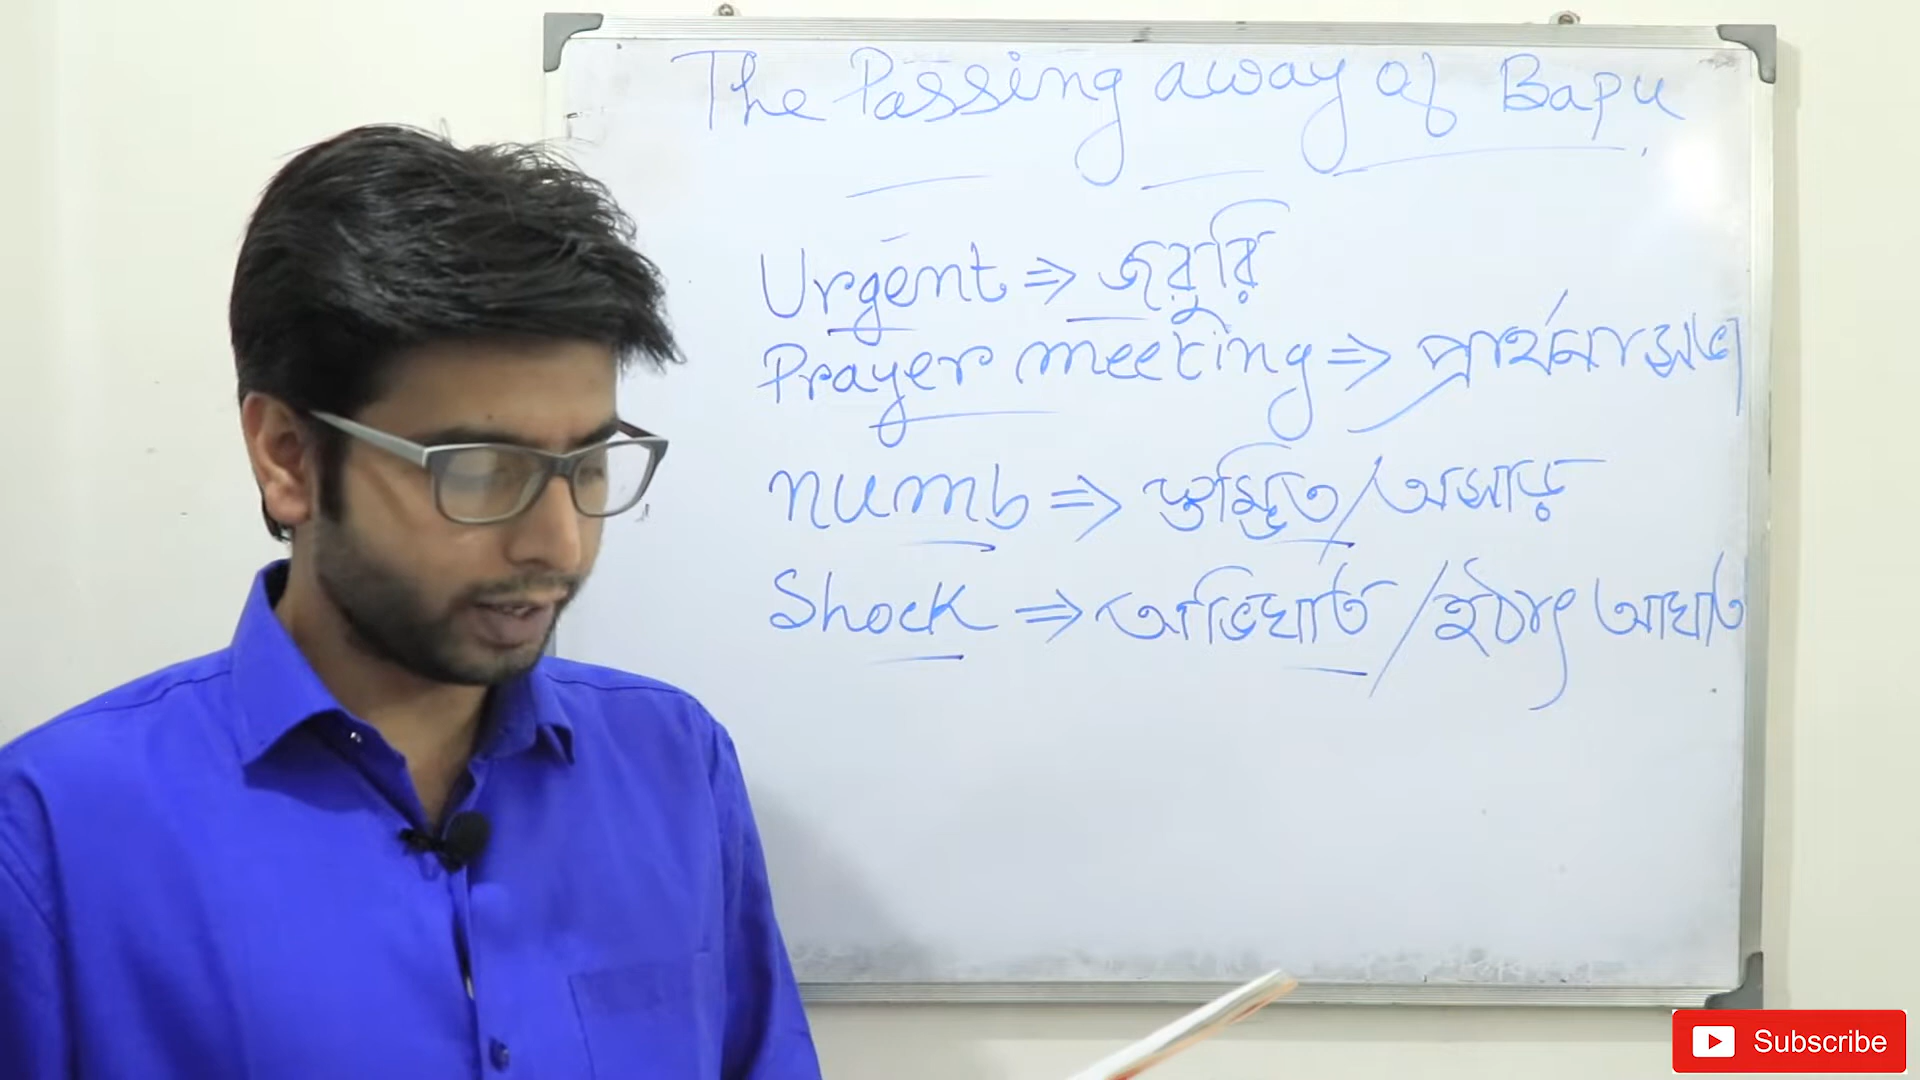 The Passing away of Bapu
Urgent ⇒ জরুরি
Prayer meeting ⇒ প্রার্থনাসভা
numb ⇒ স্তম্ভিত/অসাড়
Shock ⇒ অভিঘাত/হঠাৎ আঘাত
Subscribe